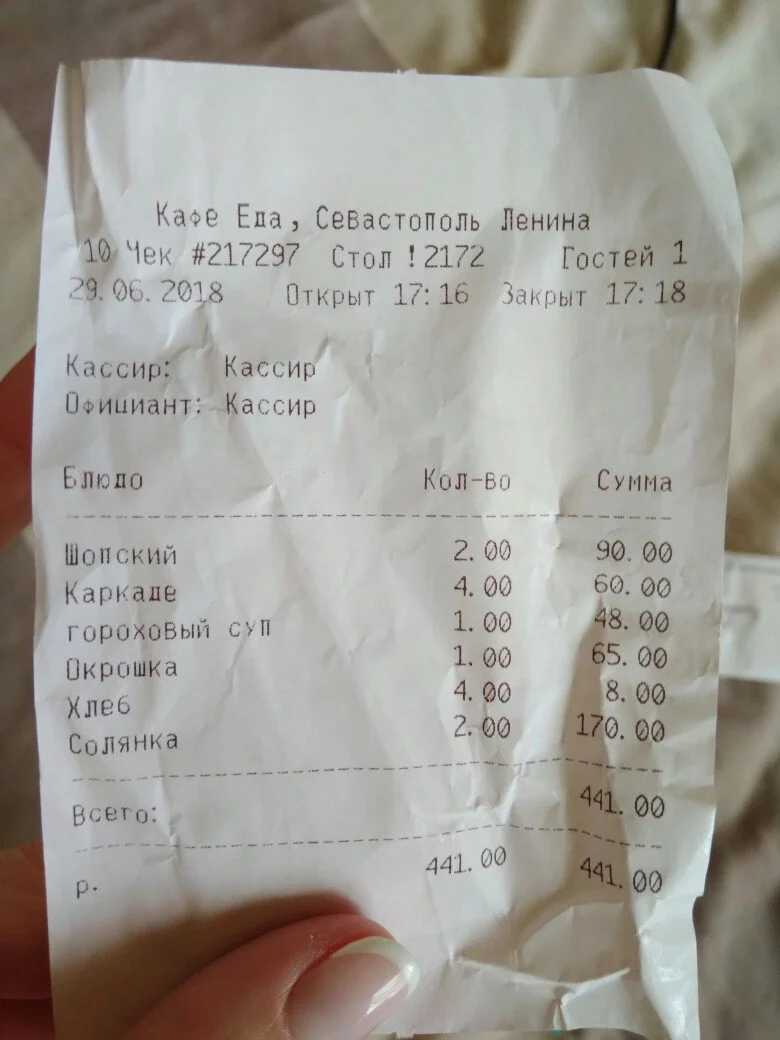 Кафе Еда, Севастополь Ленина
10 Чек #217297 Стол !2172 Гостей 1
29.06.2018 Открыт 17:16 Закрыт 17:18
Кассир: Кассир
Официант: Кассир
Блюдо Кол-во Сумма
Шопский 2.00 90.00
Каркаде 4.00 60.00
гороховый суп 1.00 48.00
Окрошка 1.00 65.00
Хлеб 4.00 8.00
Солянка 2.00 170.00
Всего: 441.00
р. 441.00 441.00